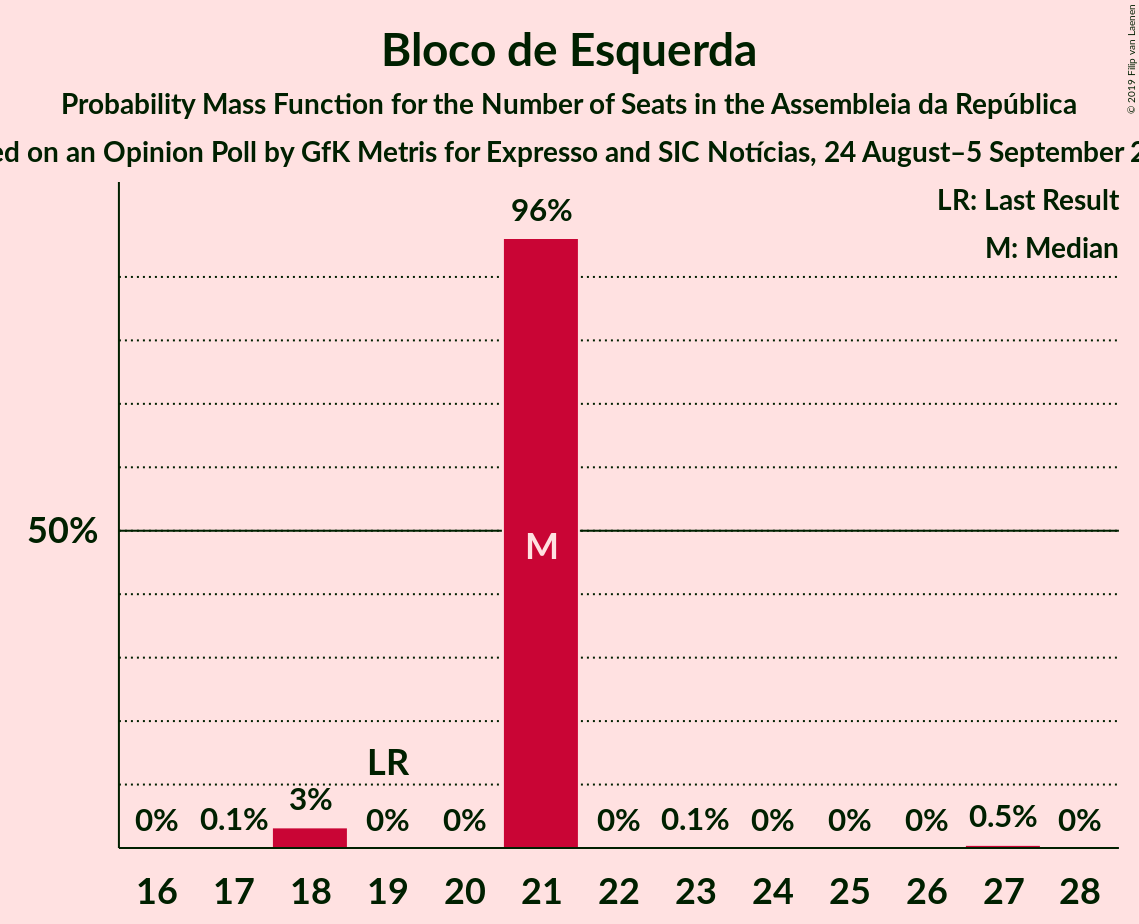 Bloco de Esquerda
Probability Mass Function for the Number of Seats in the Assembleia da República
on an Opinion Poll by GfK Metris for Expresso and SIC Notícias, 24 August–5 September
© 2019 Filip van Laenen
LR: Last Result
M: Median
96%
50%
M
LR
3%
0% 0.1% 0% 0% 0% 0.1% 0% 0% 0% 0.5% 0%
16 17 18 19 20 21 22 23 24 25 26 27 28